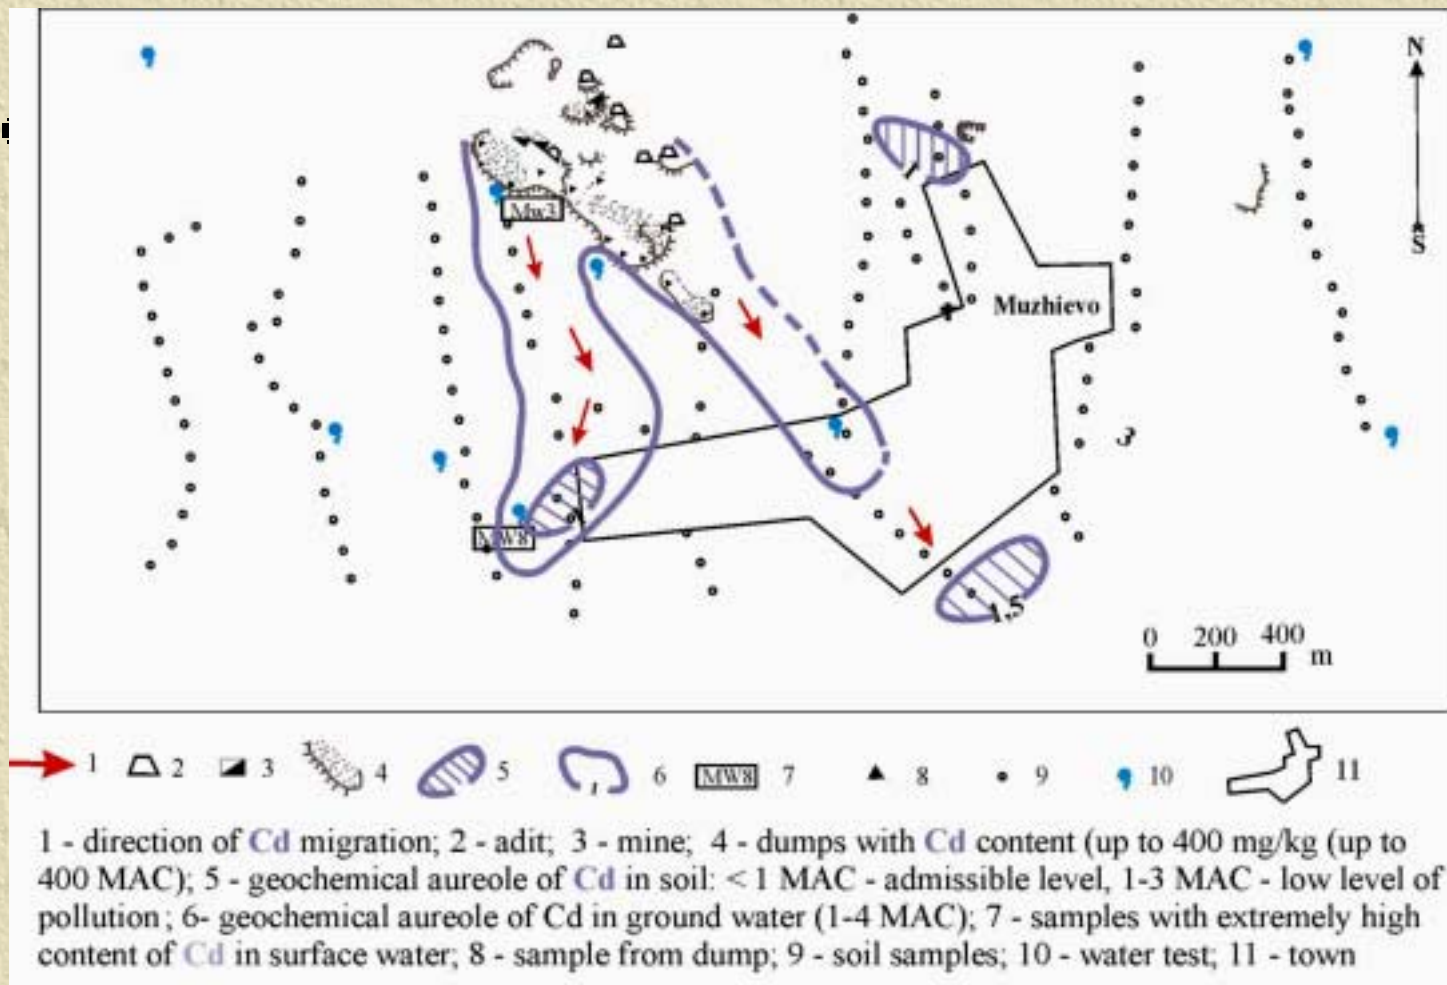 N
S
Mw3
1
Muzhievo
3
MW8
1,5
0 200 400
m
1 2 3 4 5 6 MW8 7 8 9 10 11
1 - direction of Cd migration; 2 - adit; 3 - mine; 4 - dumps with Cd content (up to 400 mg/kg (up to
400 MAC); 5 - geochemical aureole of Cd in soil: < 1 MAC - admissible level, 1-3 MAC - low level of
pollution ; 6- geochemical aureole of Cd in ground water (1-4 MAC); 7 - samples with extremely high
content of Cd in surface water; 8 - sample from dump; 9 - soil samples; 10 - water test; 11 - town